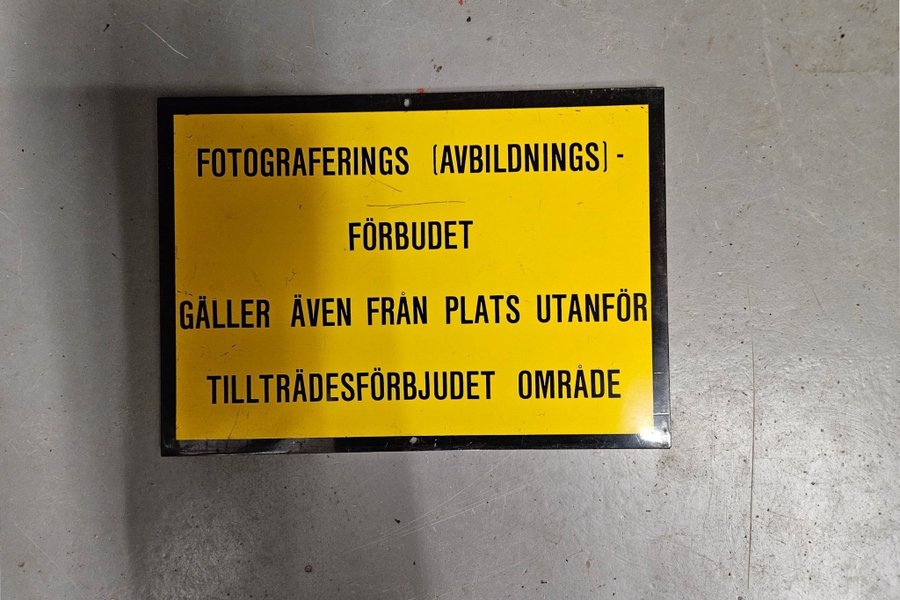 FOTOGRAFERINGS (AVBILDNINGS) -
FÖRBUDET
GÄLLER ÄVEN FRÅN PLATS UTANFÖR
TILLTRÄDESFÖRBJUDET OMRÅDE